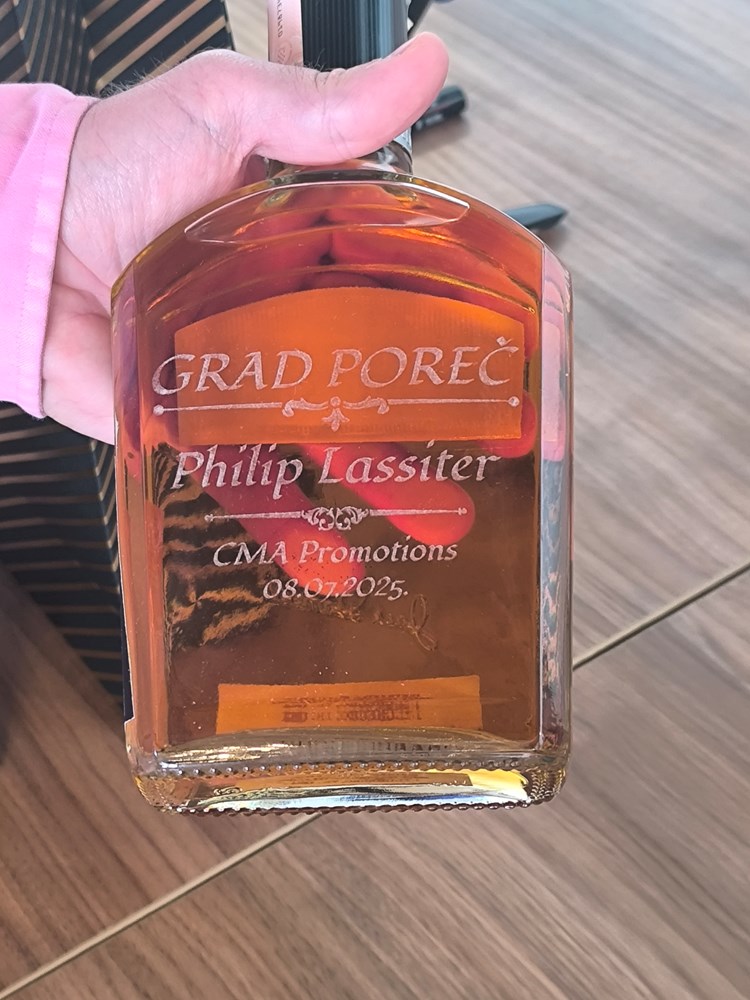 GRAD POREČ
Philip Lassiter
CMA Promotions
08.07.2025.